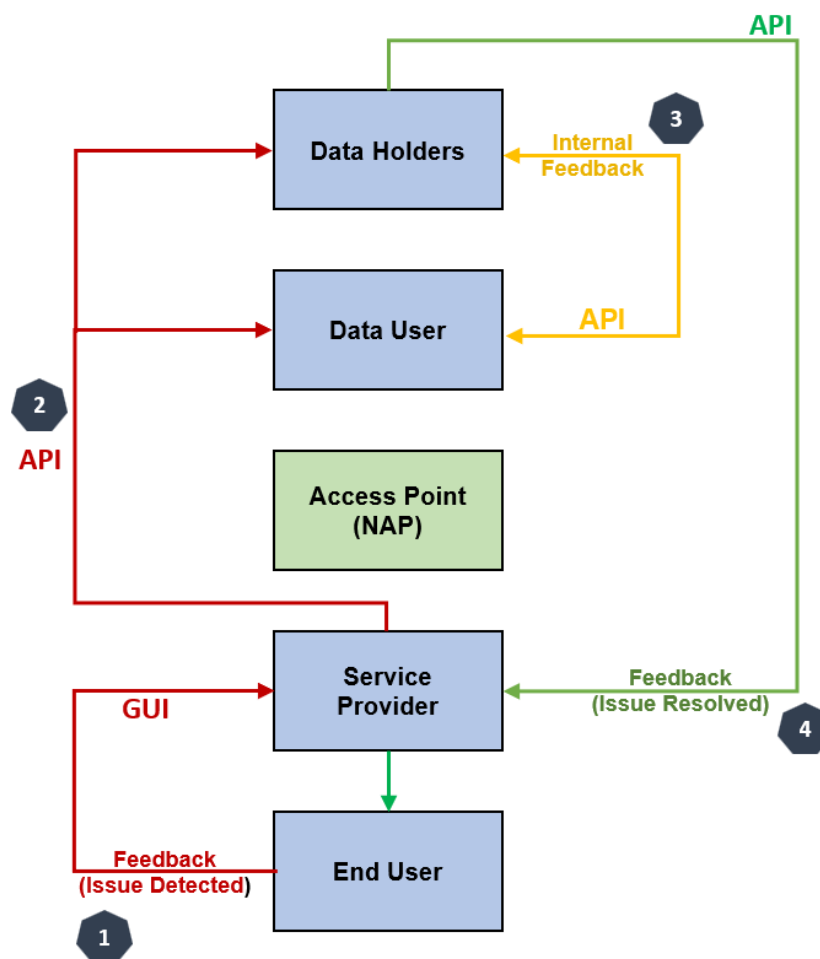 API
3
Data Holders
Internal
Feedback
Data User
API
2
API
Access Point
(NAP)
Service
Provider
GUI
Feedback
(Issue Resolved)
4
Feedback
(Issue Detected)
End User
1